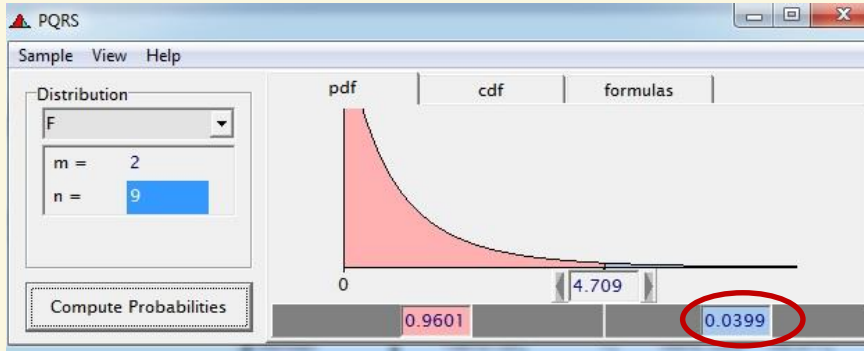 PQRS
Sample View Help
Distribution
F
m = 2
n = 9
Compute Probabilities
pdf cdf formulas
0 4.709
0.9601 0.0399